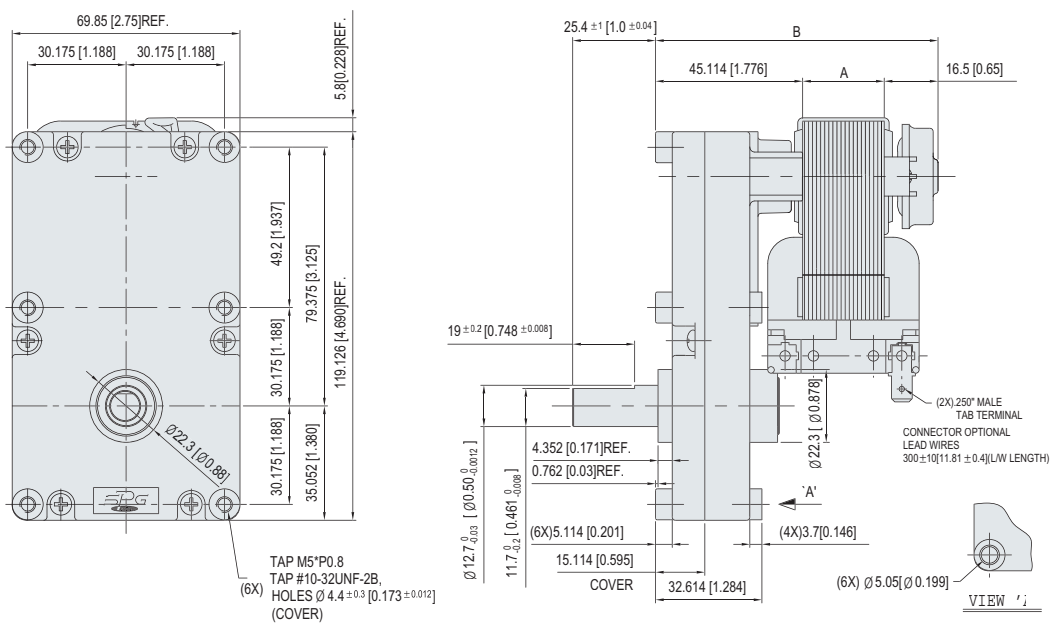 69.85 [2.75]REF.
30.175 [1.188]
30.175 [1.188]
5.8[0.228]REF.
49.2 [1.937]
79.375 [3.125]
119.126 [4.690]REF.
30.175 [1.188]
30.175 [1.188]
35.052 [1.380]
Ø22.3 [Ø0.88]
SPG
(6X)
TAP M5*P0.8
TAP #10-32UNF-2B,
HOLES Ø 4.4 ±0.3 [0.173 ±0.012]
(COVER)
25.4 ±1 [1.0 ±0.04]
B
45.114 [1.776]
A
16.5 [0.65]
19 ±0.2 [0.748 ±0.008]
Ø12.7 0 -0.03 [ Ø0.50 0 -0.0012]
11.7 0 -0.2 [ 0.461 0 -0.008]
4.352 [0.171]REF.
0.762 [0.03]REF.
(6X)5.114 [0.201]
15.114 [0.595]
COVER
32.614 [1.284]
(4X)3.7[0.146]
'A'
Ø22.3 [ Ø0.878]
(2X).250" MALE
TAB TERMINAL
CONNECTOR OPTIONAL
LEAD WIRES
300±10[11.81 ±0.4](L/W LENGTH)
(6X) Ø 5.05[Ø 0.199]
VIEW